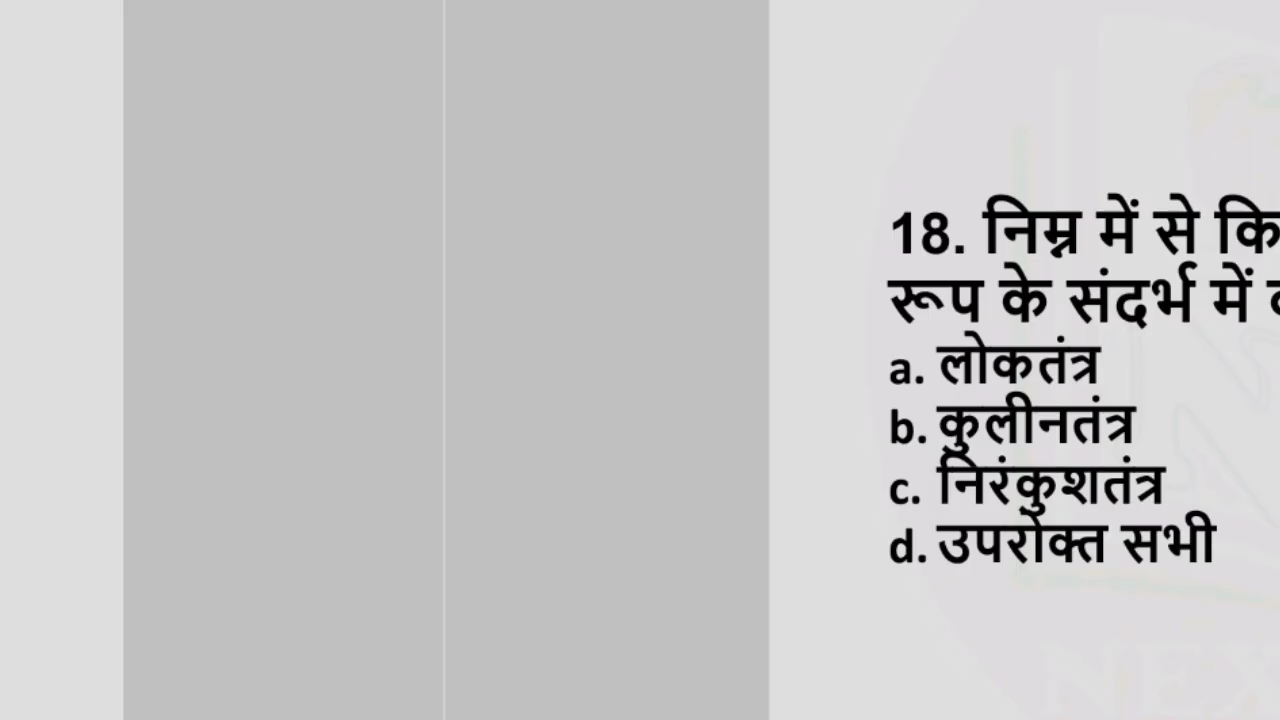 18. निम्न में से
रूप के संदर्भ में
a. लोकतंत्र
b. कुलीनतंत्र
c. निरंकुशतंत्र
d. उपरोक्त सभी